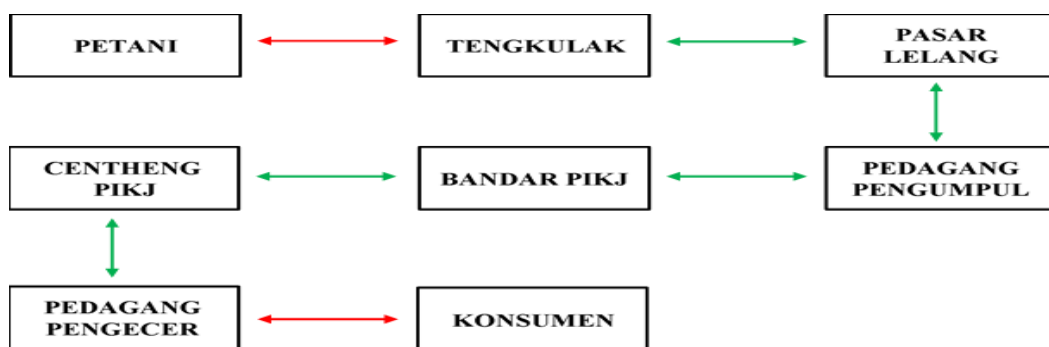 PETANI
TENGKULAK
PASAR
LELANG
CENTHENG
PIKJ
BANDAR PIKJ
PEDAGANG
PENGUMPUL
PEDAGANG
PENGECER
KONSUMEN